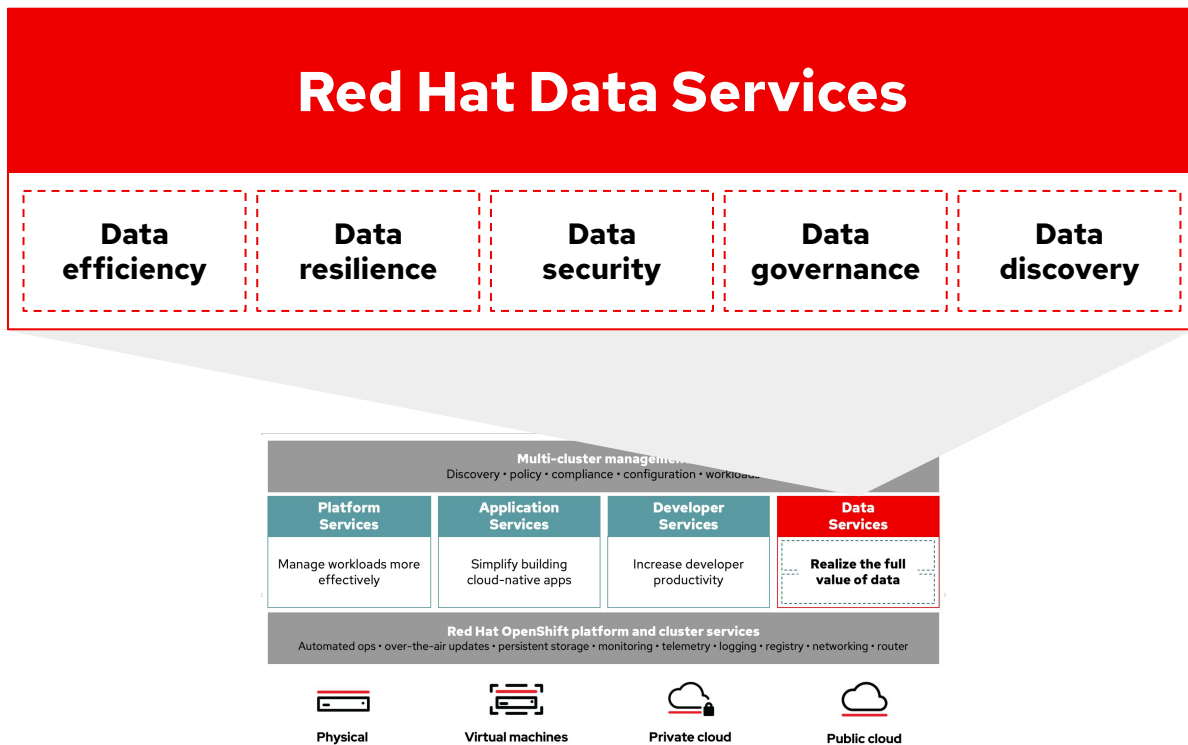 Red Hat Data Services
Data
efficiency
Data
resilience
Data
security
Data
governance
Data
discovery
Multi-cluster
Discovery • policy • compliance • configuration • workloads
Platform
Services
Application
Services
Developer
Services
Data
Services
Manage workloads more
effectively
Simplify building
cloud-native apps
Increase developer
productivity
Realize the full
value of data
Red Hat OpenShift platform and cluster services
Automated ops • over-the-air updates • persistent storage • monitoring • telemetry • logging • registry • networking • router
Physical
Virtual machines
Private cloud
Public cloud